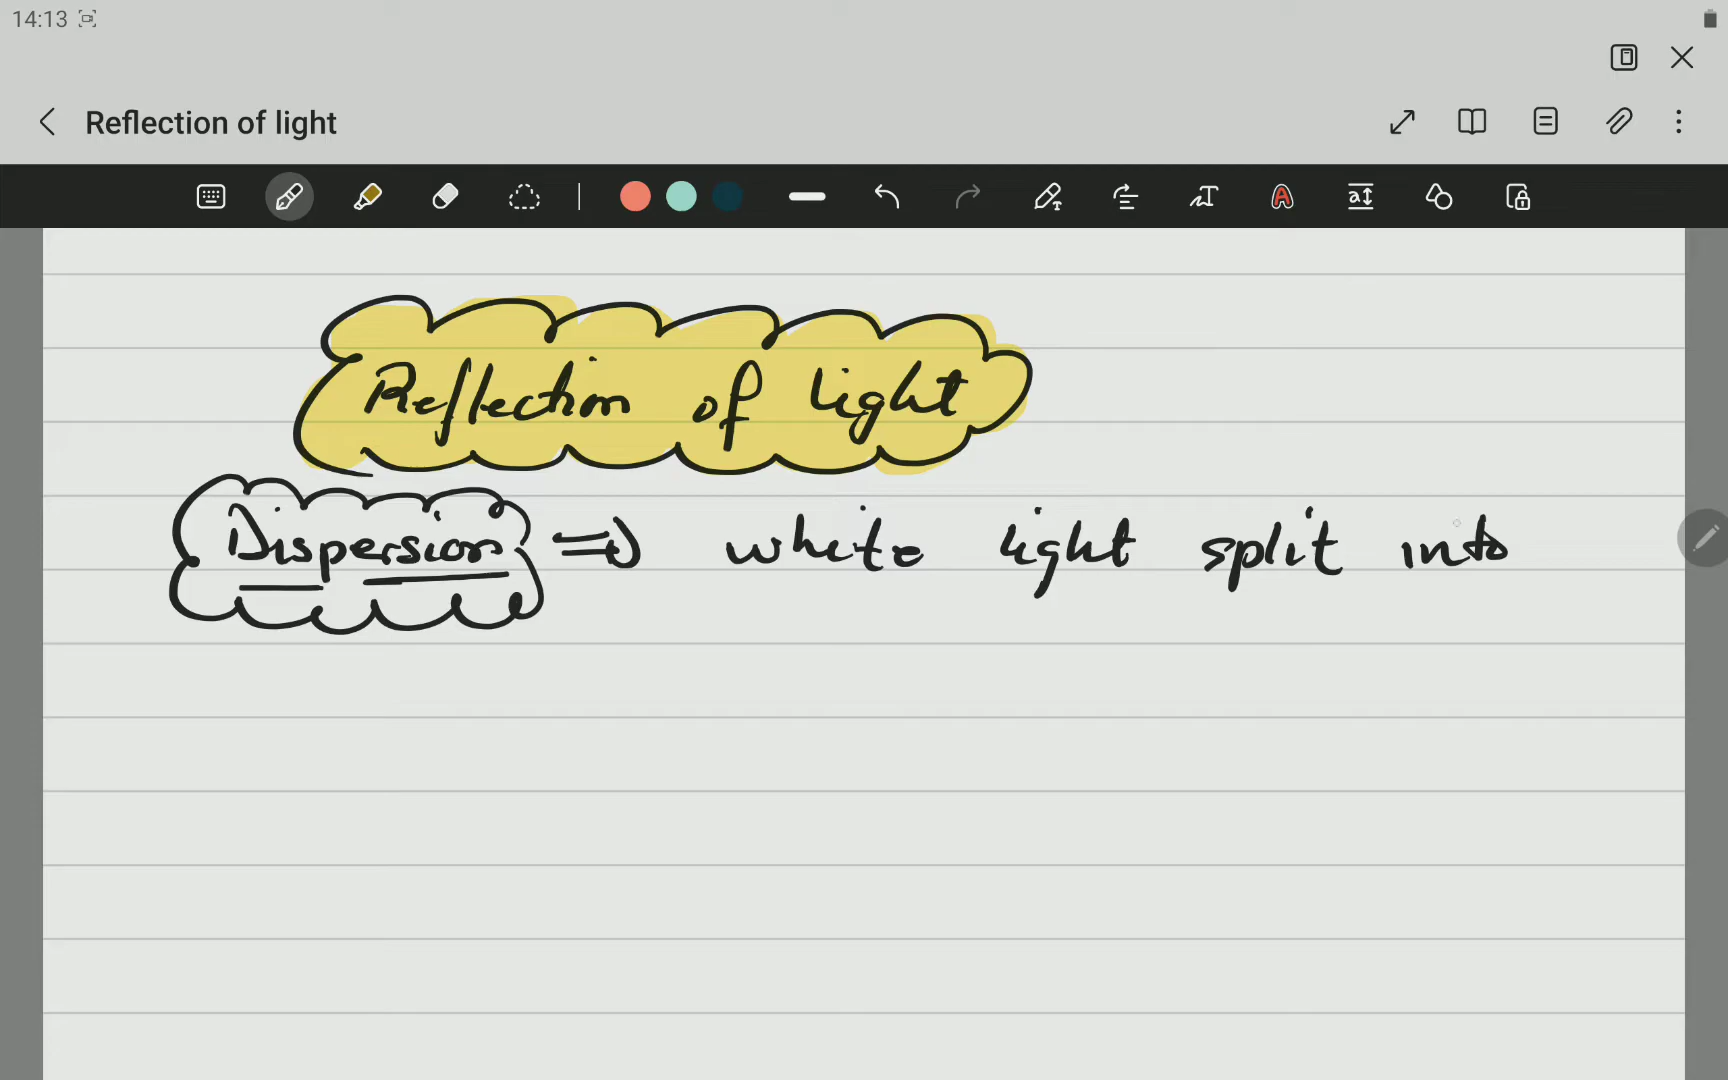 14:13
Reflection of light
Reflection of light
Dispersion ⇒ white light split into